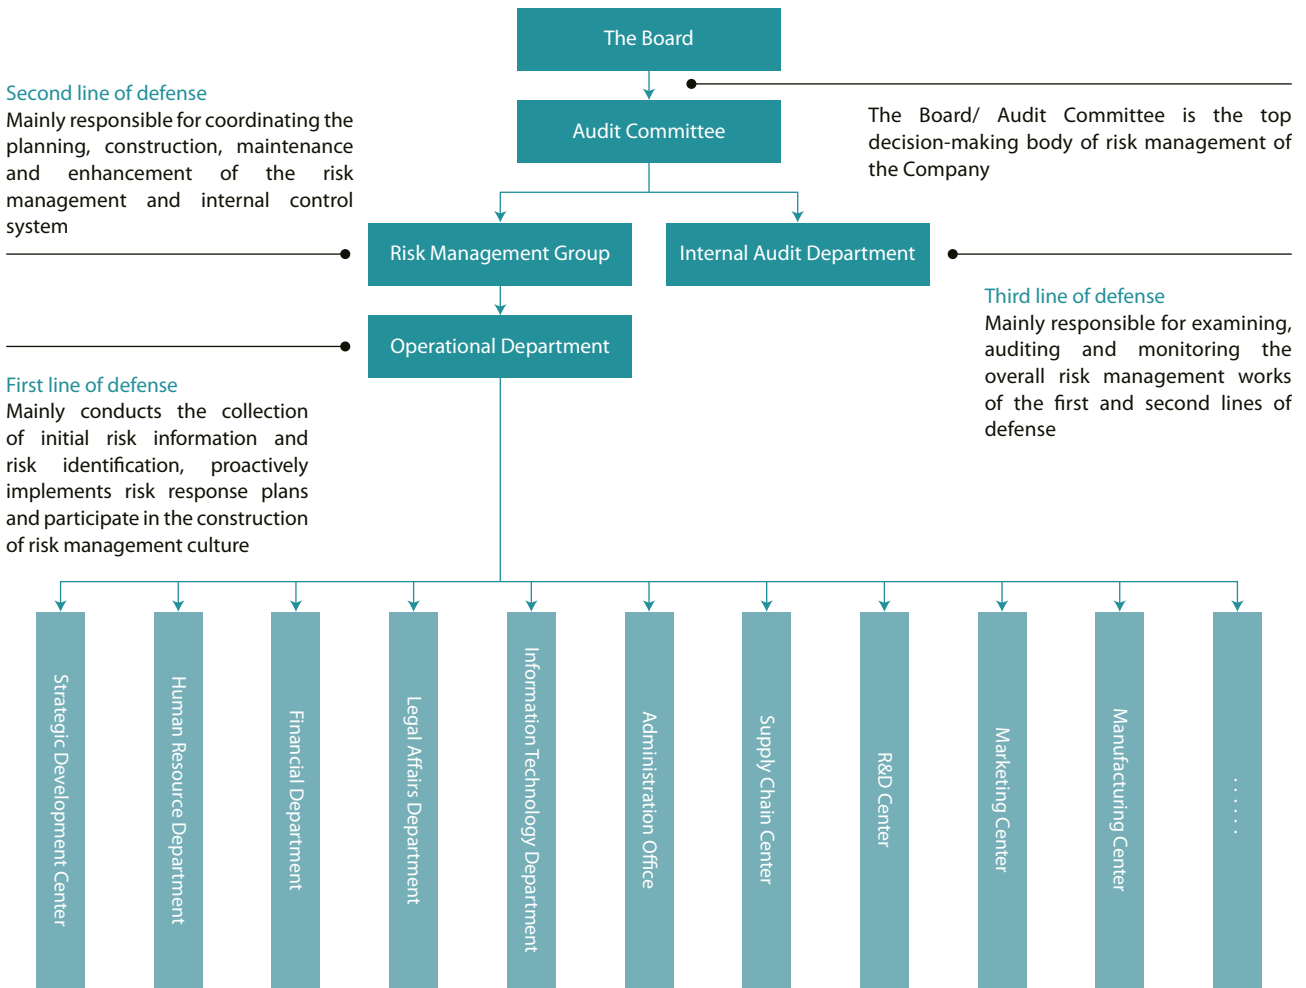 The Board
Second line of defense
Mainly responsible for coordinating the
planning, construction, maintenance
and enhancement of the risk
management and internal control
system
Audit Committee
The Board/ Audit Committee is the top
decision-making body of risk management of
the Company
Risk Management Group
Internal Audit Department
Third line of defense
Mainly responsible for examining,
auditing and monitoring the
overall risk management works
of the first and second lines of
defense
Operational Department
First line of defense
Mainly conducts the collection
of initial risk information and
risk identification, proactively
implements risk response plans
and participate in the construction
of risk management culture
Strategic Development Center
Human Resource Department
Financial Department
Legal Affairs Department
Information Technology Department
Administration Office
Supply Chain Center
R&D Center
Marketing Center
Manufacturing Center
. . . . . .